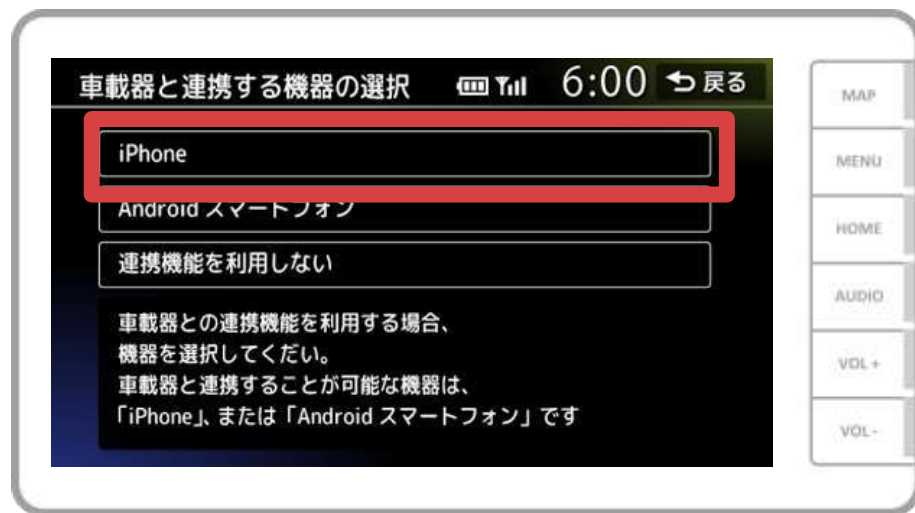 車載器と連携する機器の選択 6:00 戻る
iPhone
Android スマートフォン
連携機能を利用しない
車載器との連携機能を利用する場合、
機器を選択してくだい。
車載器と連携することが可能な機器は、
「iPhone」、または「Android スマートフォン」です
MAP
MENU
HOME
AUDIO
VOL+
VOL-